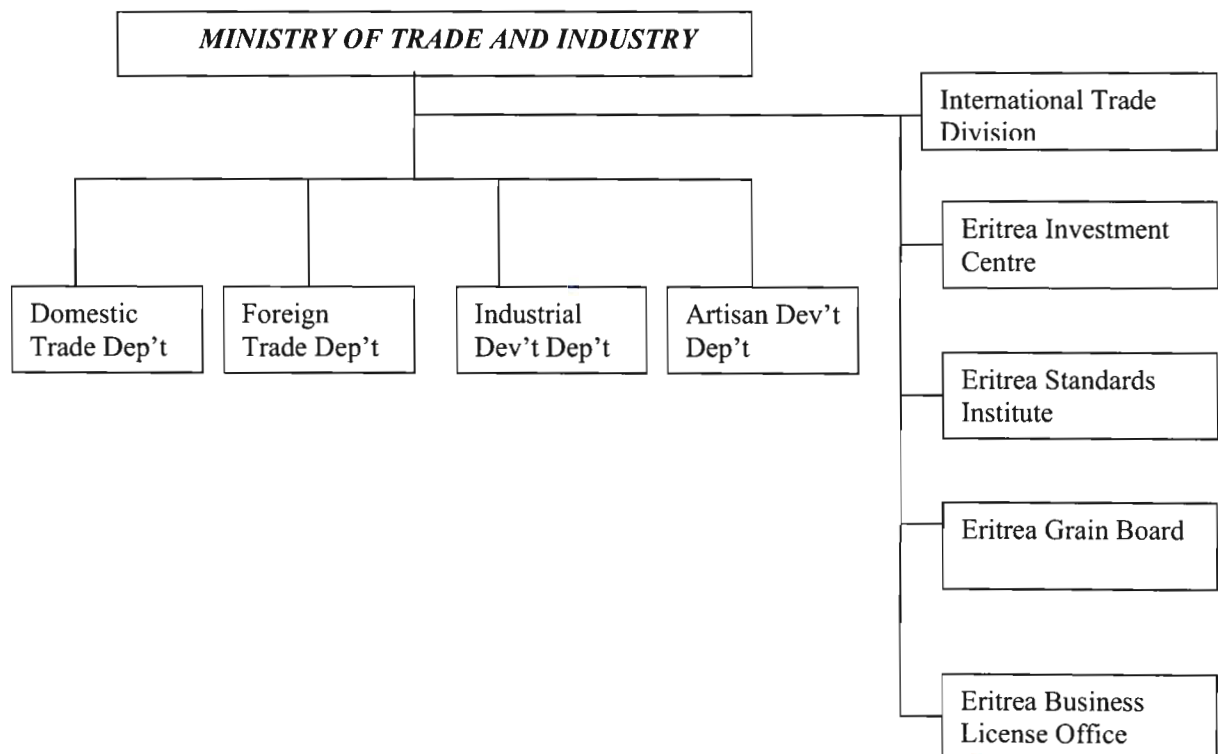 MINISTRY OF TRADE AND INDUSTRY
International Trade
Division
Eritrea Investment
Centre
Domestic
Trade Dep't
Foreign
Trade Dep't
Industrial
Dev't Dep't
Artisan Dev't
Dep't
Eritrea Standards
Institute
Eritrea Grain Board
Eritrea Business
License Office